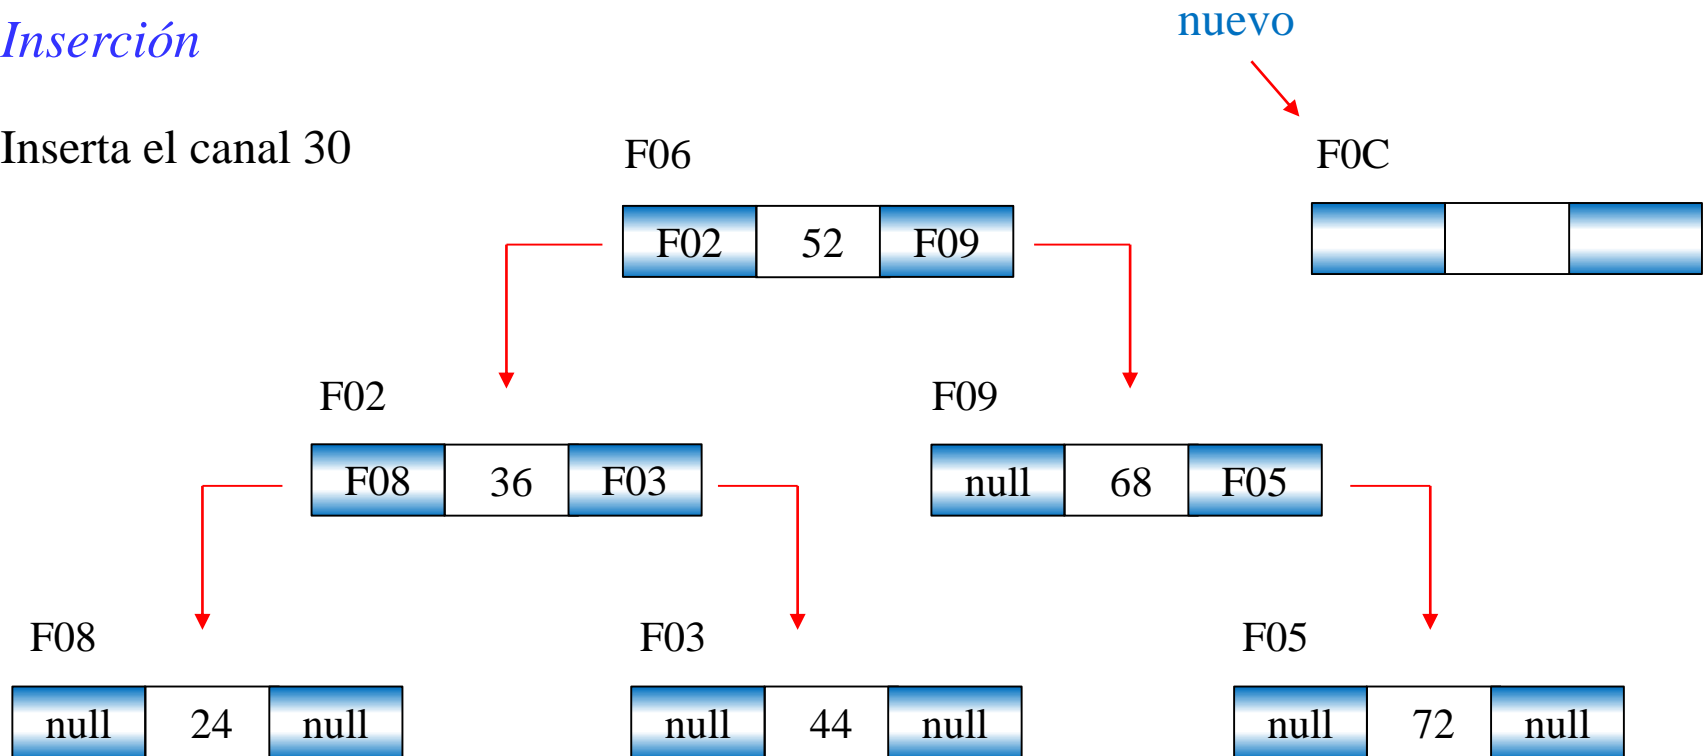 nuevo
Inserción
Inserta el canal 30
F06
F0C
F02 52 F09
F02
F09
F08 36 F03
null 68 F05
F08
F03
F05
null 24 null
null 44 null
null 72 null